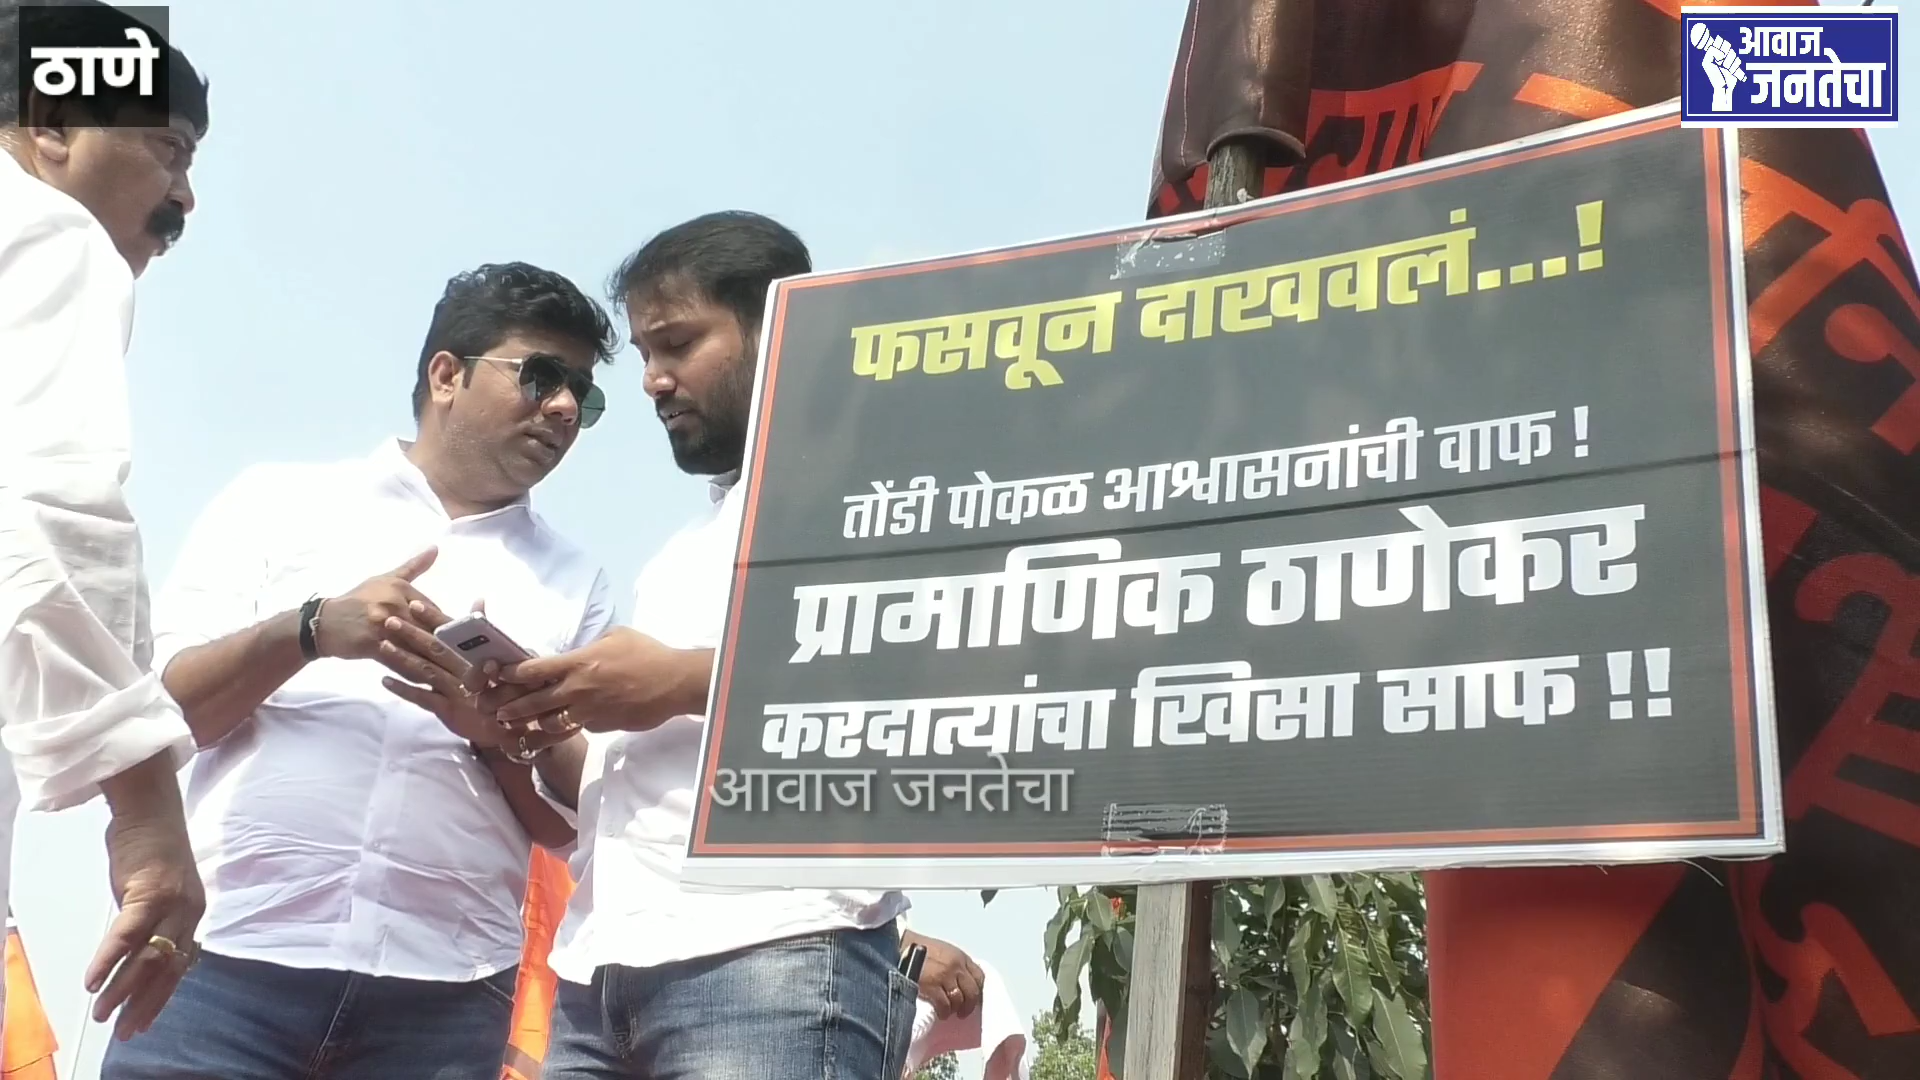 ठाणे
आवाज
जनतेचा
फसवून दाखवलं...!
तोंडी पोकळ आश्वासनांची वाफ !
प्रामाणिक ठाणेकर
करदात्यांचा खिसा साफ !!
आवाज जनतेचा